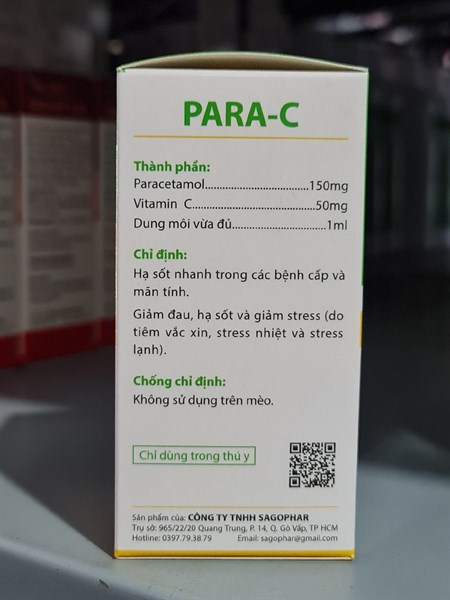 PARA-C
Thành phần:
Paracetamol.....................................150mg
Vitamin C............................................50mg
Dung môi vừa đủ.................................1ml
Chỉ định:
Hạ sốt nhanh trong các bệnh cấp và
mãn tính.
Giảm đau, hạ sốt và giảm stress (do
tiêm vắc xin, stress nhiệt và stress
lạnh).
Chống chỉ định:
Không sử dụng trên mèo.
Chỉ dùng trong thú y
Sản phẩm của: CÔNG TY TNHH SAGOPHAR
Trụ sở: 965/22/20 Quang Trung, P. 14, Q. Gò Vấp, TP HCM
Hotline: 0397.79.38.79 Email: sagophar@gmail.com